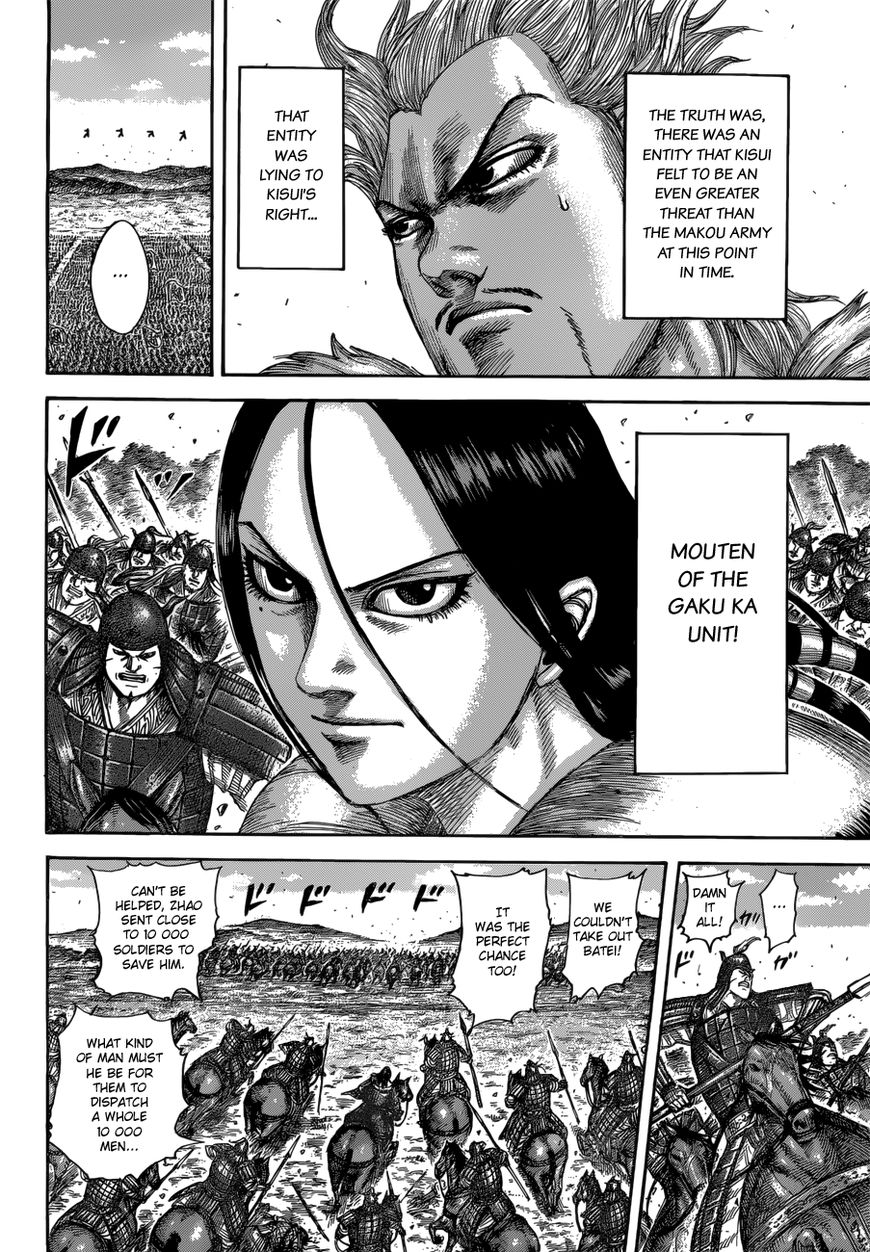 THE TRUTH WAS,
THERE WAS AN
ENTITY THAT KISUI
FELT TO BE AN
EVEN GREATER
THREAT THAN
THE MAKOU ARMY
AT THIS POINT
IN TIME.
THAT
ENTITY
WAS
LYING TO
KISUI'S
RIGHT...
...
MOUTEN
OF THE
GAKU KA
UNIT!
ド
...
DAMN
IT
ALL!
ガ
ド
ガ
WE
COULDN'T
TAKE OUT
BATEI!
IT
WAS THE
PERFECT
CHANCE
TOO!
ド ド ド ド
CAN'T BE
HELPED, ZHAO
SENT CLOSE
TO 10 000
SOLDIERS TO
SAVE HIM.
WHAT KIND
OF MAN MUST
HE BE FOR
THEM TO
DISPATCH
A WHOLE
10 000
MEN...